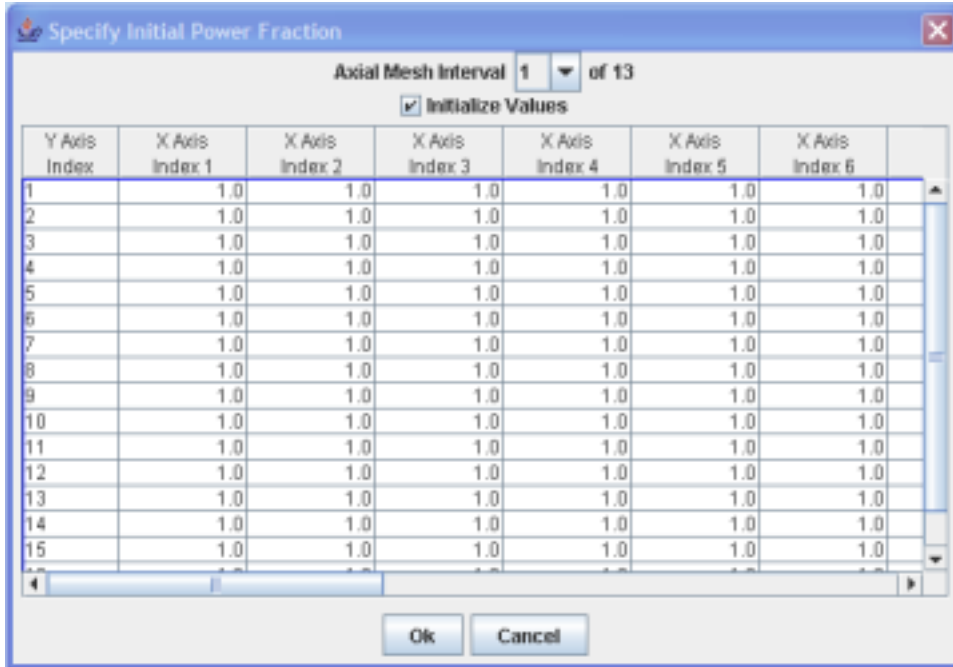 Specify Initial Power Fraction
Axial Mesh Interval 1 of 13
Initialize Values
Y Axis X Axis X Axis X Axis X Axis X Axis X Axis
Index Index 1 Index 2 Index 3 Index 4 Index 5 Index 6
1 1.0 1.0 1.0 1.0 1.0 1.0
2 1.0 1.0 1.0 1.0 1.0 1.0
3 1.0 1.0 1.0 1.0 1.0 1.0
4 1.0 1.0 1.0 1.0 1.0 1.0
5 1.0 1.0 1.0 1.0 1.0 1.0
6 1.0 1.0 1.0 1.0 1.0 1.0
7 1.0 1.0 1.0 1.0 1.0 1.0
8 1.0 1.0 1.0 1.0 1.0 1.0
9 1.0 1.0 1.0 1.0 1.0 1.0
10 1.0 1.0 1.0 1.0 1.0 1.0
11 1.0 1.0 1.0 1.0 1.0 1.0
12 1.0 1.0 1.0 1.0 1.0 1.0
13 1.0 1.0 1.0 1.0 1.0 1.0
14 1.0 1.0 1.0 1.0 1.0 1.0
15 1.0 1.0 1.0 1.0 1.0 1.0
Ok Cancel